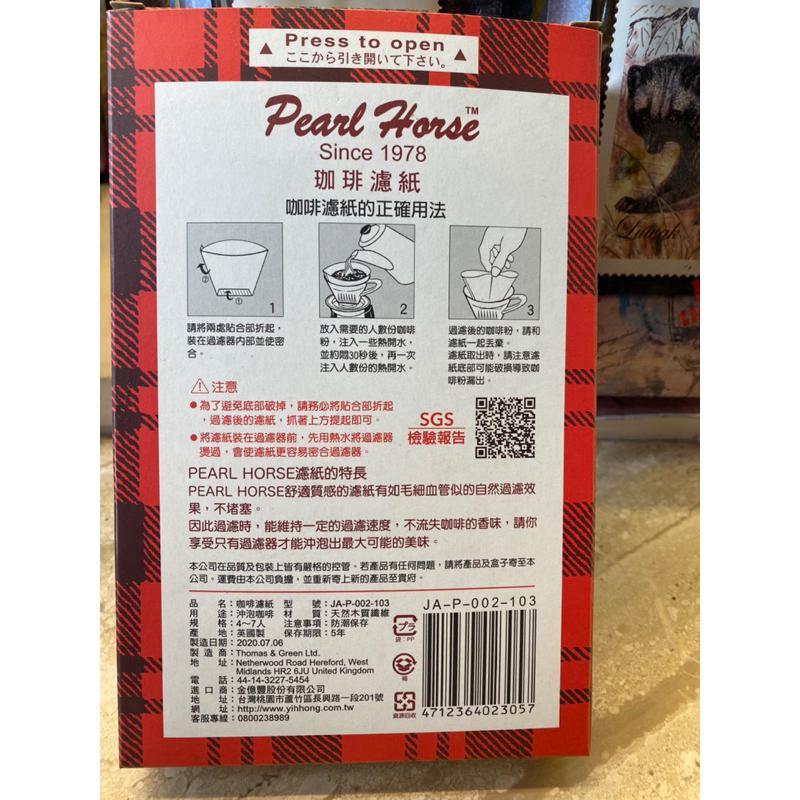 ▲ Press to open ▲
ここから引き開いて下さい。
Pearl Horse™
Since 1978
珈琲濾紙
咖啡濾紙的正確用法
② ① 1
2
3
請將兩處貼合部折起，
裝在過濾器內部並使密
合。
放入需要的人數份咖啡
粉，注入一些熱開水，
並約悶30秒後，再一次
注入人數份的熱開水。
過濾後的咖啡粉，請和
濾紙一起丟棄。
濾紙取出時，請注意濾
紙底部可能破損導致咖
啡粉漏出。
⚠注意
●為了避免底部破掉，請務必將貼合部折起
，過濾後的濾紙，抓著上方提起即可。
●將濾紙裝在過濾器前，先用熱水將過濾器
燙過，會使濾紙更容易密合過濾器。
SGS
檢驗報告
PEARL HORSE濾紙的特長
PEARL HORSE舒適質感的濾紙有如毛細血管似的自然過濾效
果，不堵塞。
因此過濾時，能維持一定的過濾速度，不流失咖啡的香味，請你
享受只有過濾器才能沖泡出最大可能的美味。
本公司在品質及包裝上皆有嚴格的控管。若產品有任何問題，請將產品及盒子寄至本
公司。運費由本公司負擔，並重新寄上新的產品至貴府。
品名：咖啡濾紙 型號：JA-P-002-103
用途：沖泡咖啡 材質：天然木質纖維
規格：4～7人 注意事項：防潮保存
產地：英國製 保存期限：5年
製造日期：2020.07.06
製造商：Thomas & Green Ltd.
地址：Netherwood Road Hereford, West
Midlands HR2 6JU United Kingdom
電話：44-14-3227-5454
進口商：金億豐股份有限公司
地址：台灣桃園市蘆竹區長興路一段201號
網址：http://www.yihhong.com.tw
客服專線：0800238989
プラ
袋：PP
箱
資源回收
JA-P-002-103
4712364023057
Luwak